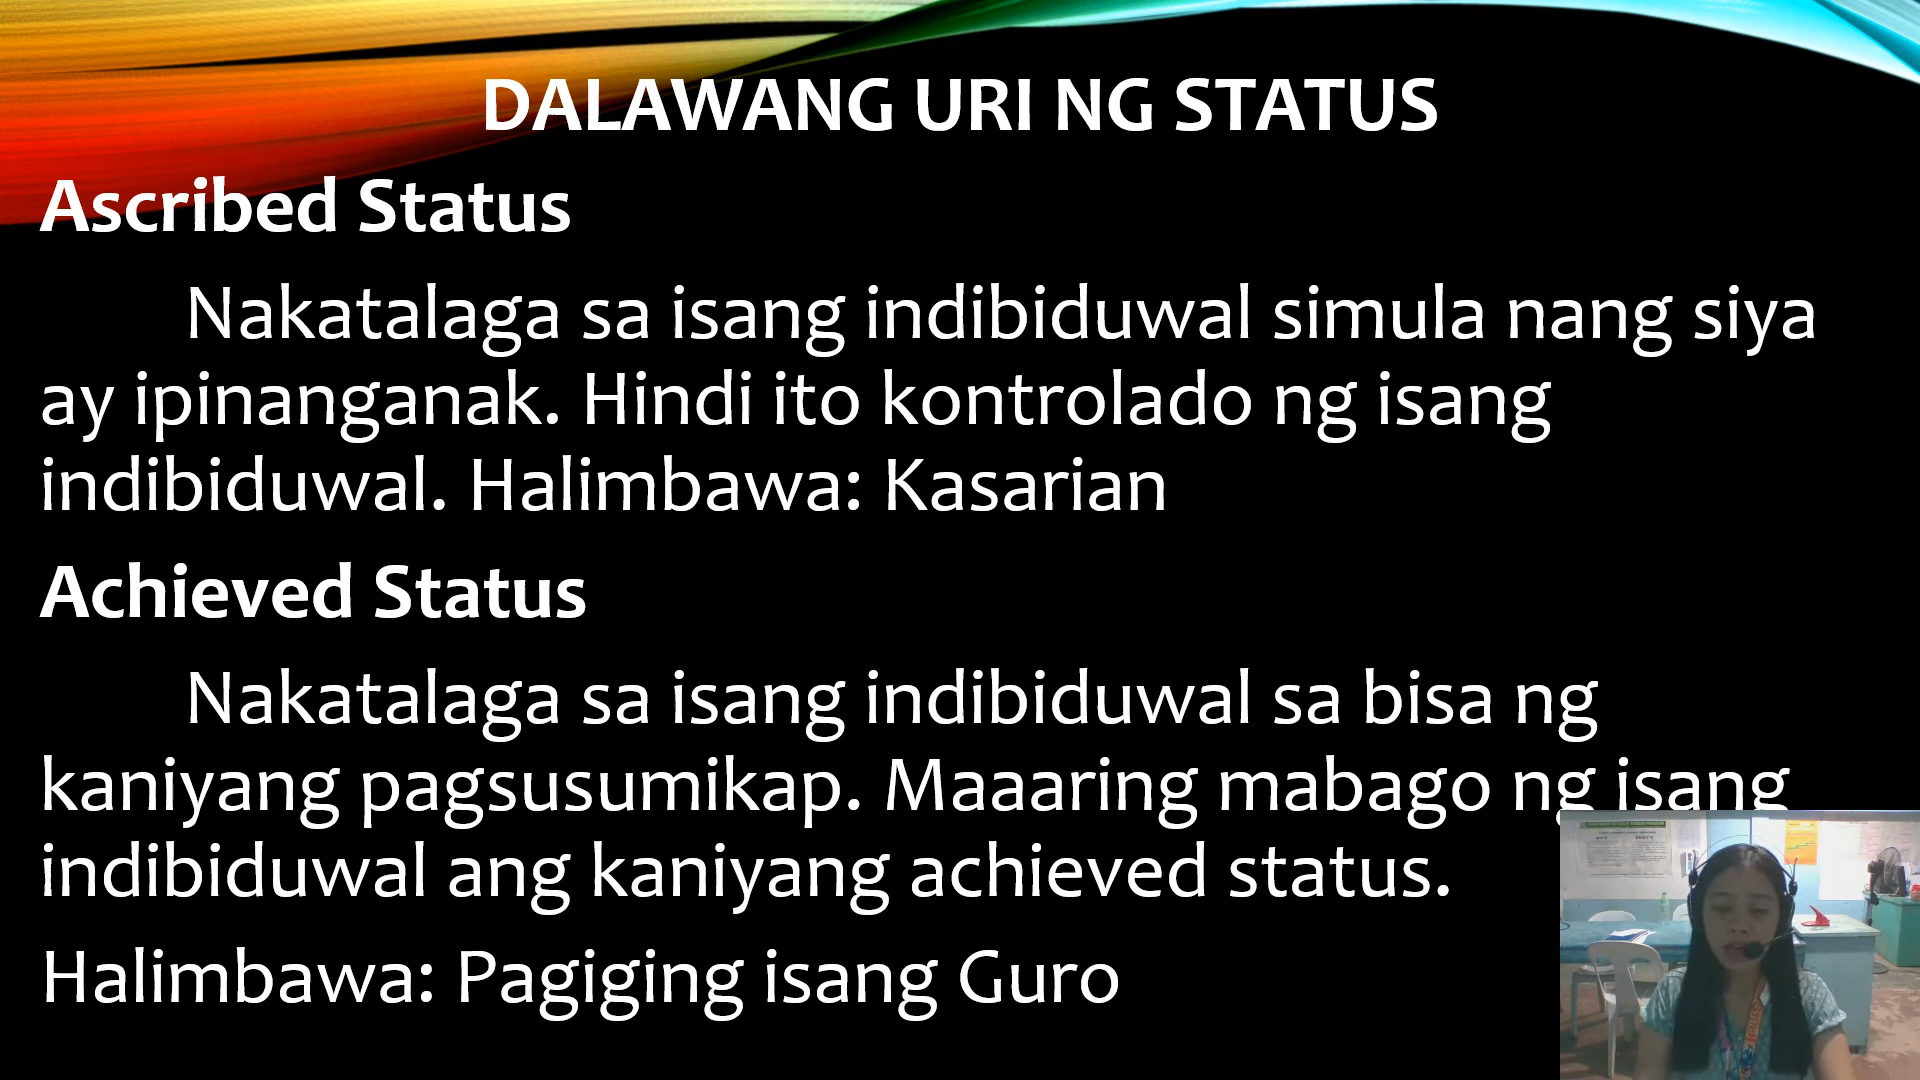 DALAWANG URI NG STATUS
Ascribed Status
Nakatalaga sa isang indibiduwal simula nang siya
ay ipinanganak. Hindi ito kontrolado ng isang
indibiduwal. Halimbawa: Kasarian
Achieved Status
Nakatalaga sa isang indibiduwal sa bisa ng
kaniyang pagsusumikap. Maaaring mabago ng isang
indibiduwal ang kaniyang achieved status.
Halimbawa: Pagiging isang Guro